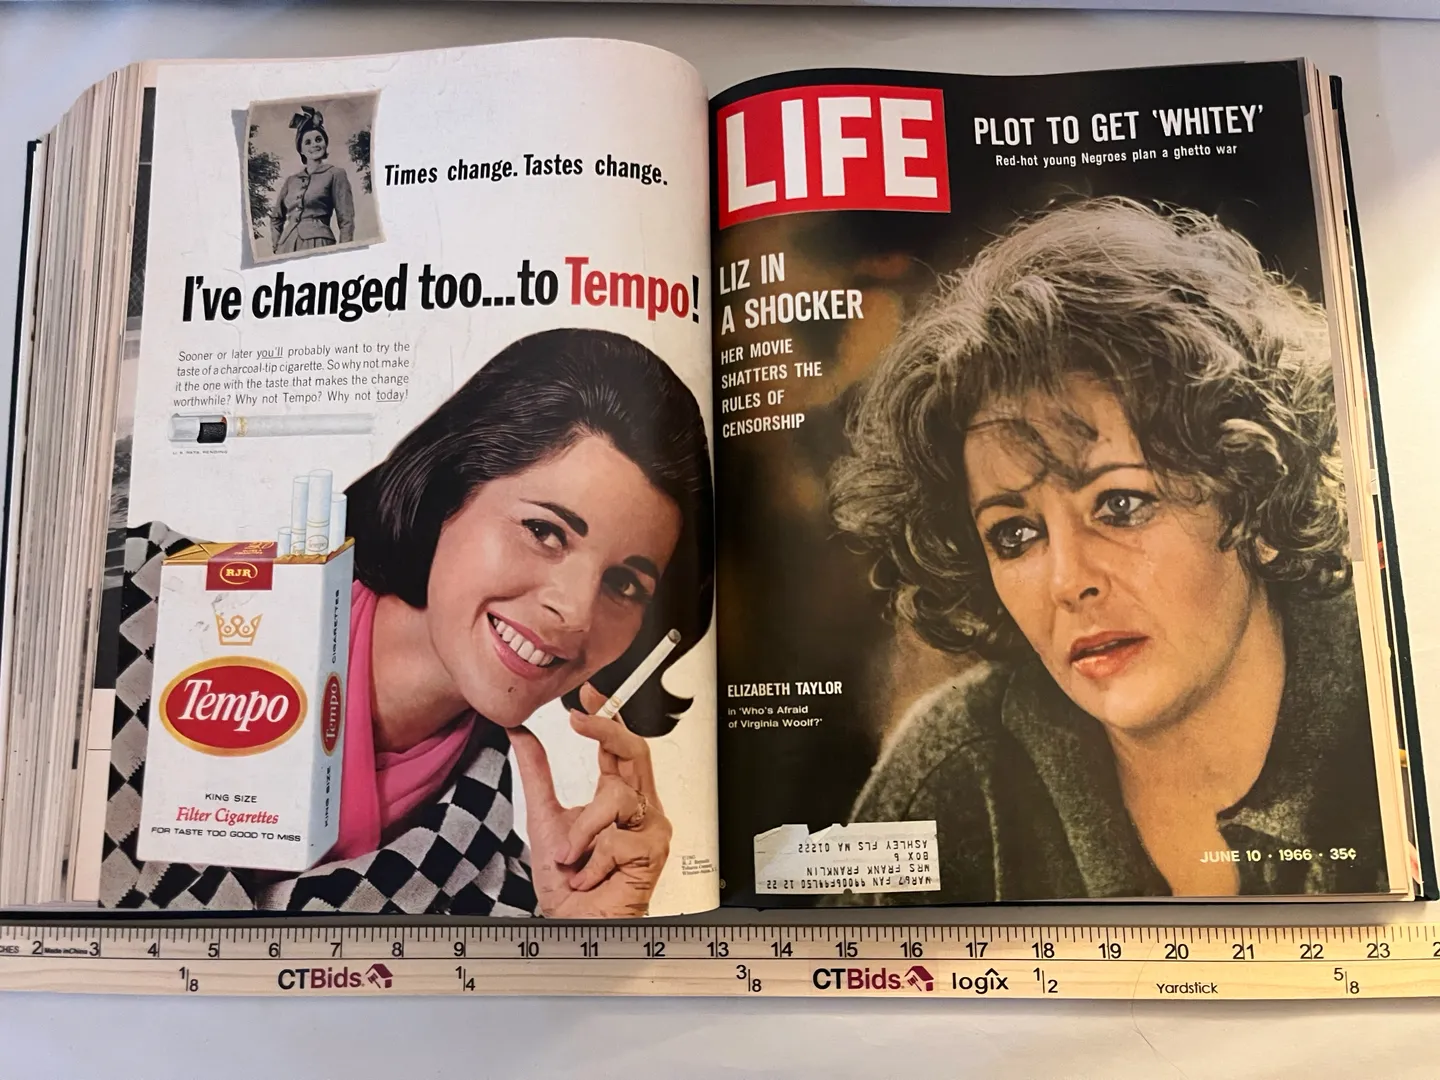 Times change. Tastes change.
I've changed too...to Tempo!
Sooner or later you'll probably want to try the
taste of a charcoal-tip cigarette. So why not make
it the one with the taste that makes the change
worthwhile? Why not Tempo? Why not today!
RJR
Tempo
KING SIZE
Filter Cigarettes
FOR TASTE TOO GOOD TO MISS
CIGARETTES
Tempo
KING SIZE
LIFE
PLOT TO GET 'WHITEY'
Red-hot young Negroes plan a ghetto war
LIZ IN
A SHOCKER
HER MOVIE
SHATTERS THE
RULES OF
CENSORSHIP
ELIZABETH TAYLOR
in 'Who's Afraid
of Virginia Woolf?'
JUNE 10 · 1966 · 35¢
MRS FRANK FRANKLIN
BOX 6
ASHLEY FLS MA 01222
2 Made in China 3 4 5 6 7 8 9 10 11 12 13 14 15 16 17 18 19 20 21 22 23
1/8 CTBids 1/4 3/8 CTBids logix 1/2 Yardstick 5/8